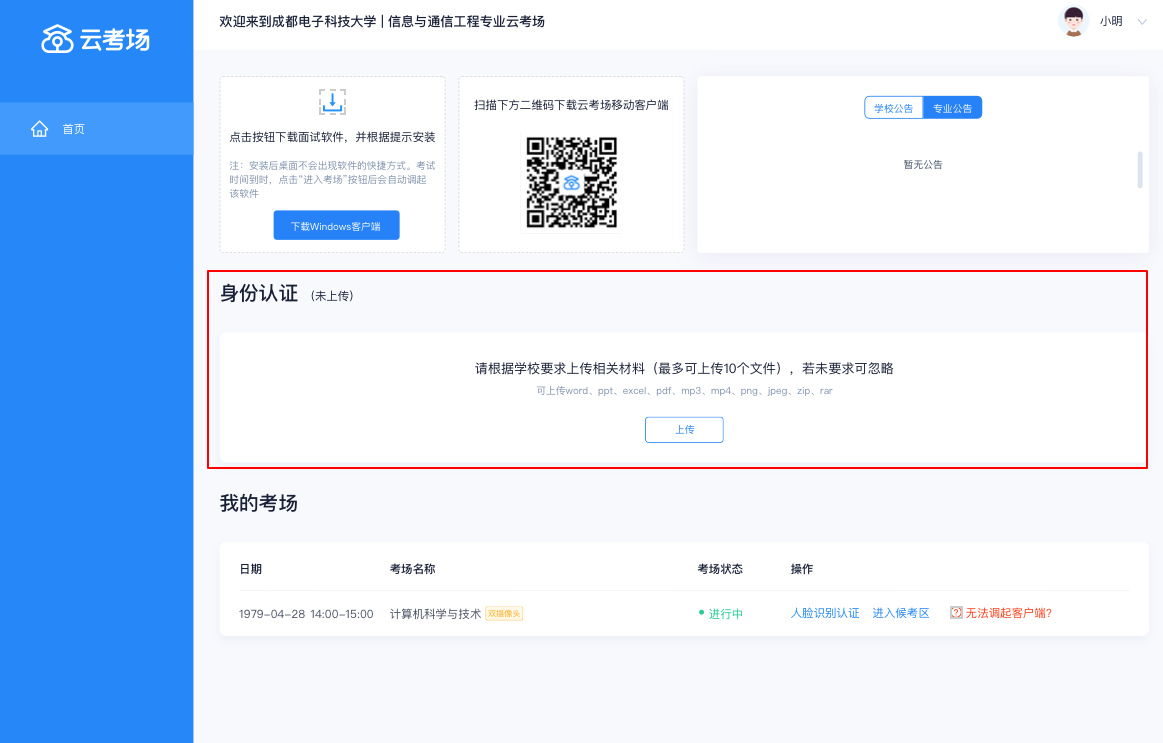 云考场
首页
欢迎来到成都电子科技大学 | 信息与通信工程专业云考场
小明
点击按钮下载面试软件，并根据提示安装
注：安装后桌面不会出现软件的快捷方式。考试
时间到时，点击“进入考场”按钮后会自动调起
该软件
下载Windows客户端
扫描下方二维码下载云考场移动客户端
学校公告 专业公告
暂无公告
身份认证 (未上传)
请根据学校要求上传相关材料（最多可上传10个文件），若未要求可忽略
可上传word、ppt、excel、pdf、mp3、mp4、png、jpeg、zip、rar
上传
我的考场
日期 考场名称 考场状态 操作
1979-04-28 14:00-15:00 计算机科学与技术 双摄像头 进行中 人脸识别认证 进入候考区 无法调起客户端?